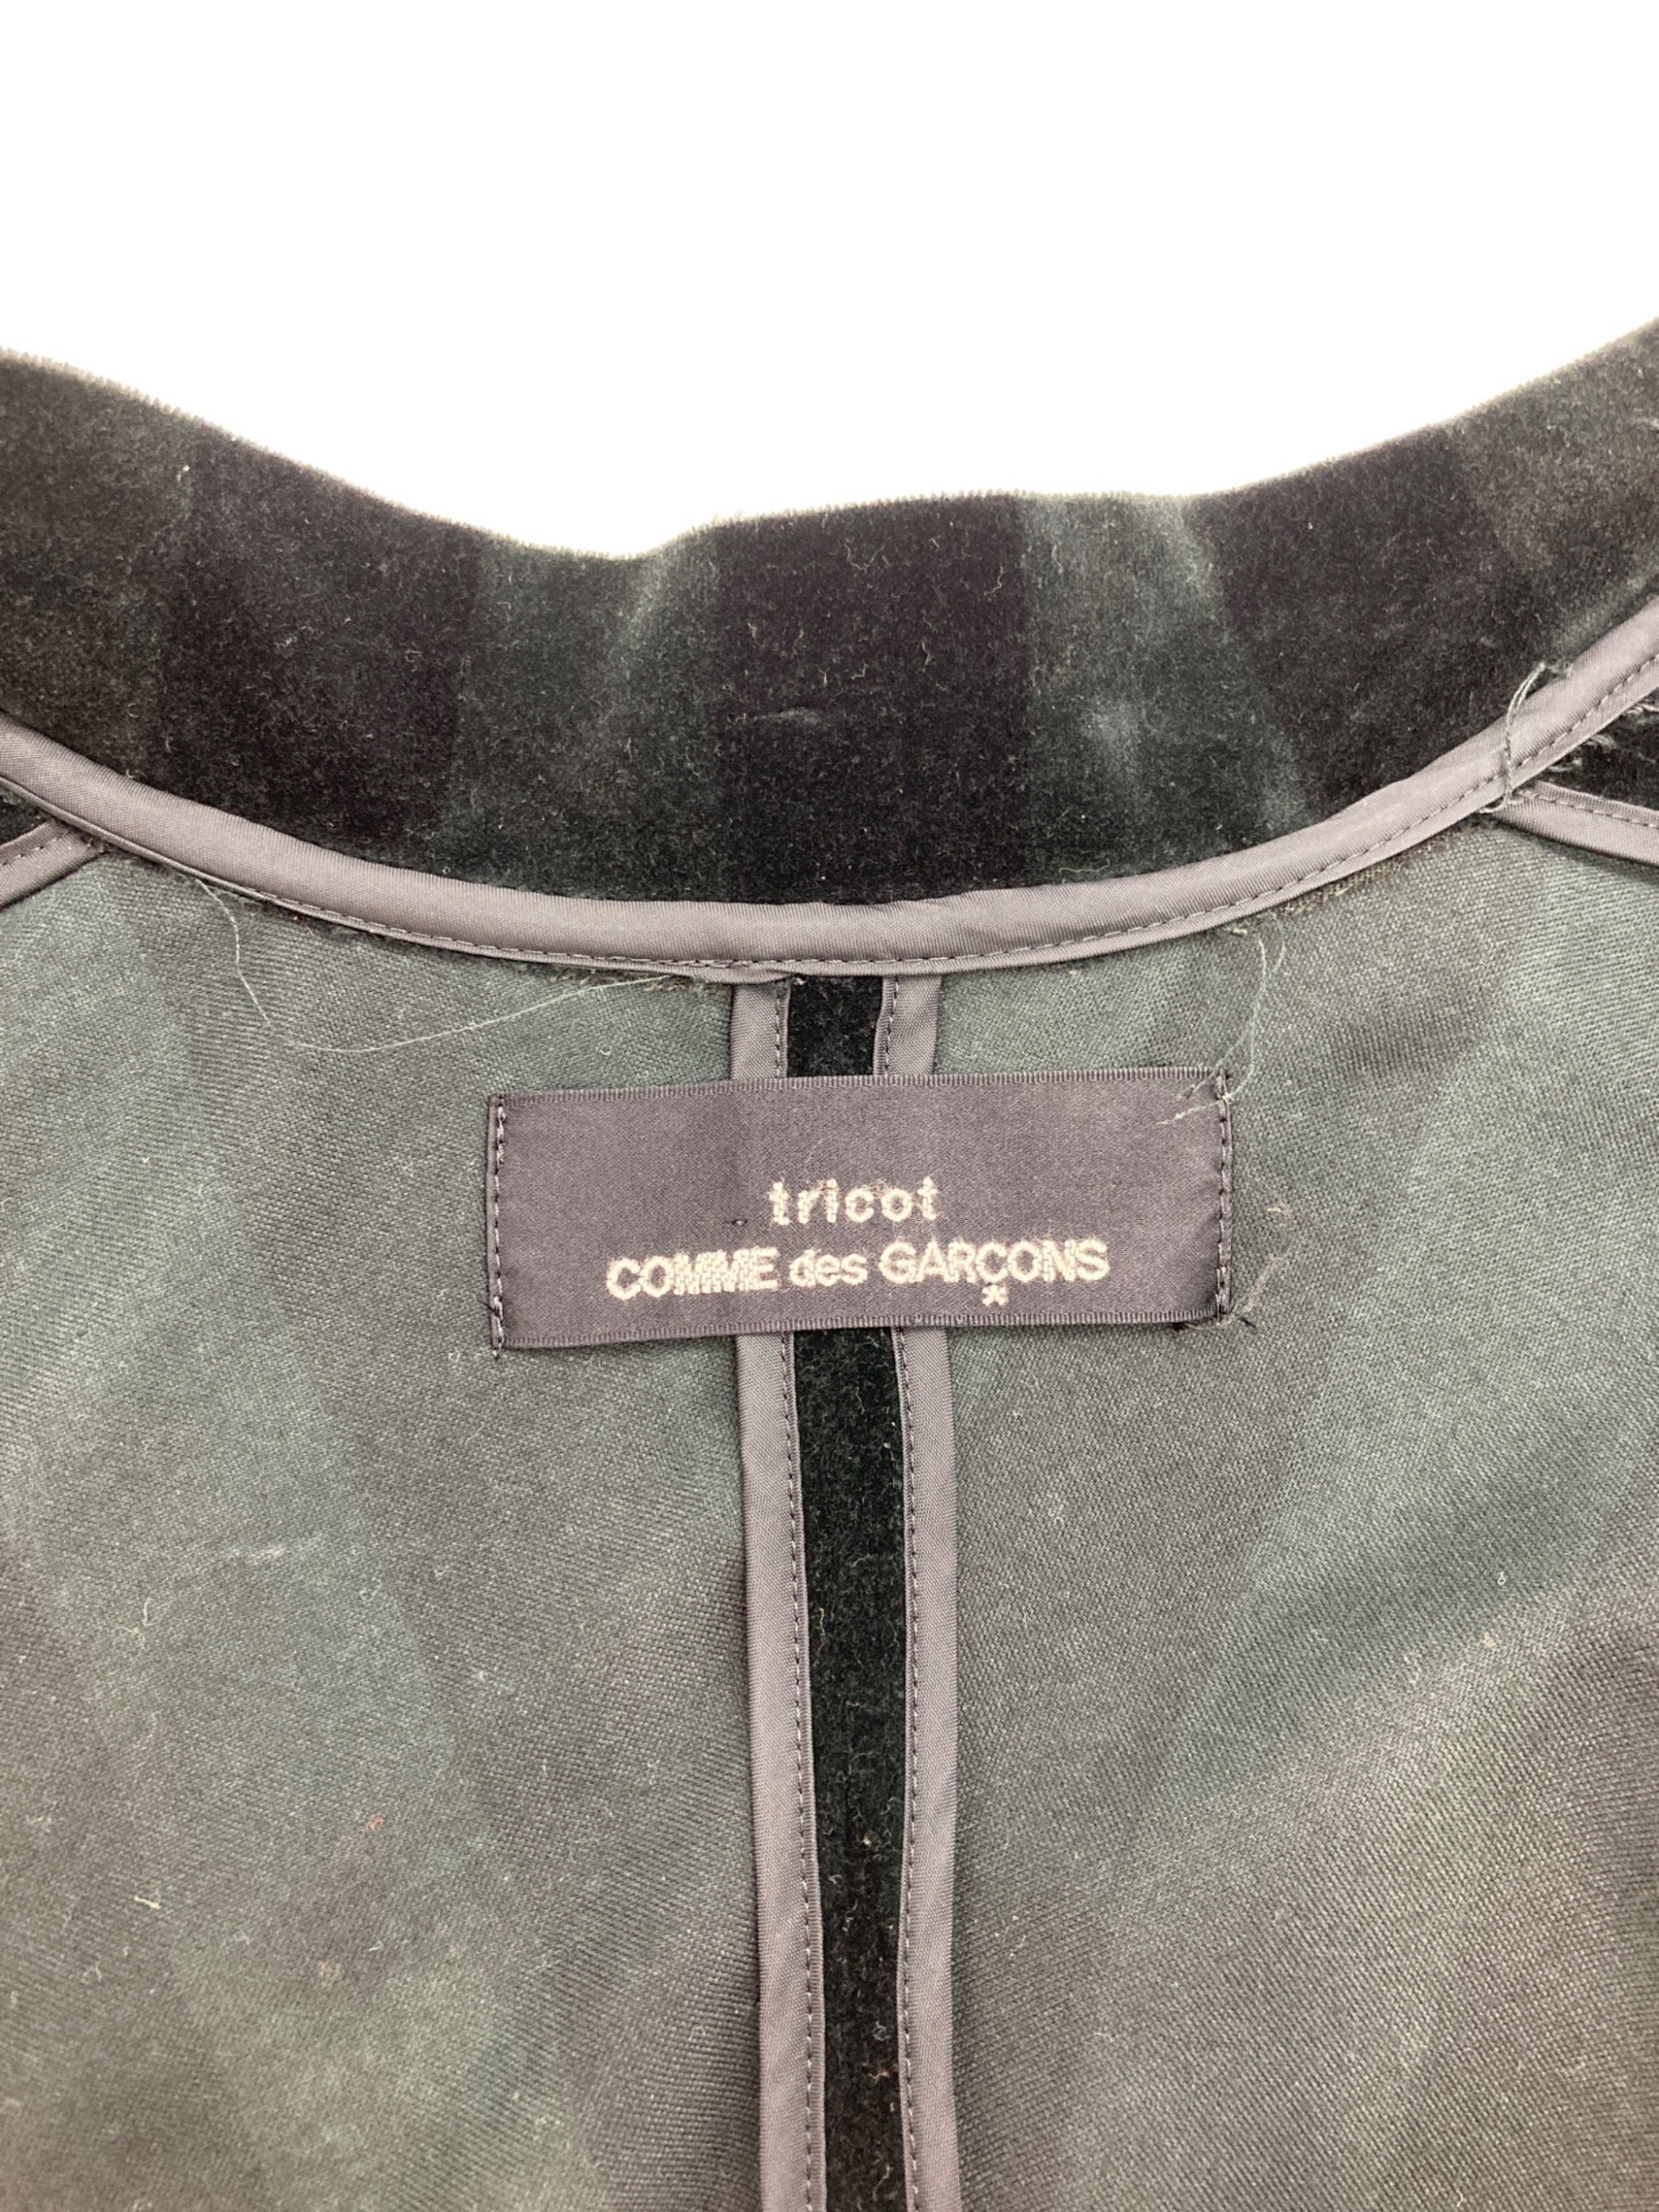 tricot
COMME des GARÇONS
*